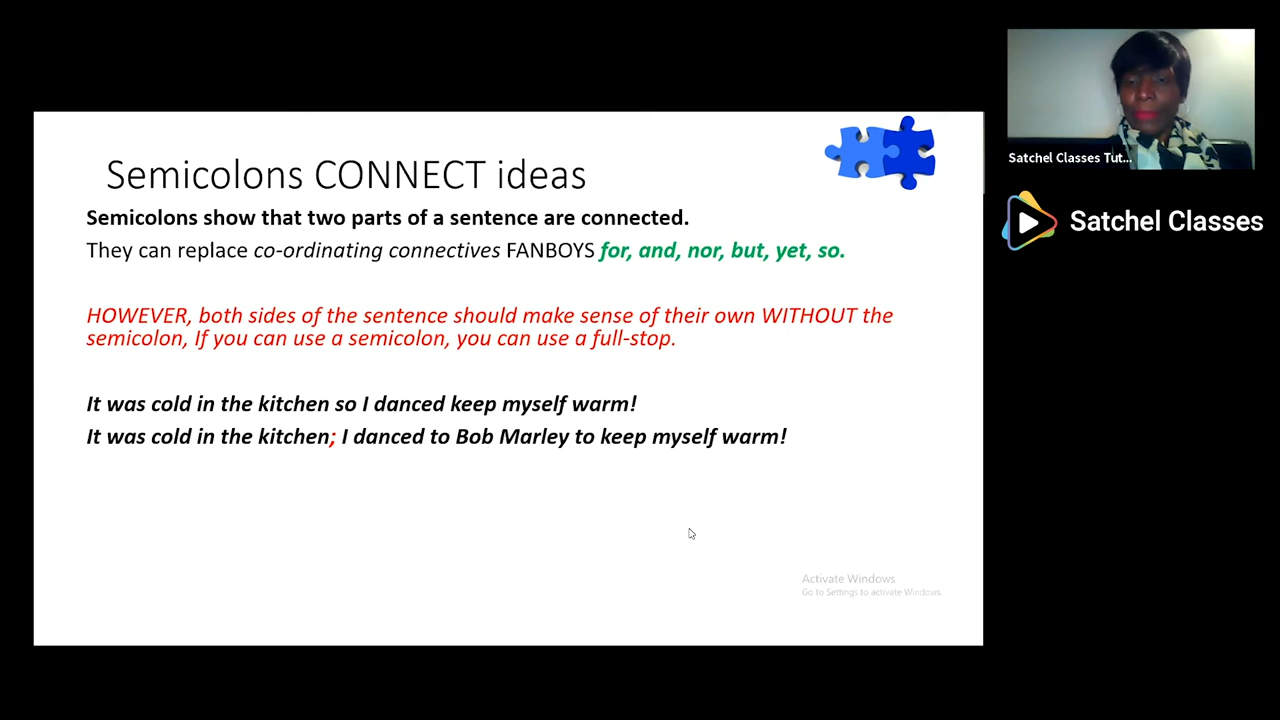 Semicolons CONNECT ideas
Semicolons show that two parts of a sentence are connected.
They can replace co-ordinating connectives FANBOYS for, and, nor, but, yet, so.
HOWEVER, both sides of the sentence should make sense of their own WITHOUT the
semicolon, If you can use a semicolon, you can use a full-stop.
It was cold in the kitchen so I danced keep myself warm!
It was cold in the kitchen; I danced to Bob Marley to keep myself warm!
Activate Windows
Go to Settings to activate Windows.
Satchel Classes Tut...
Satchel Classes